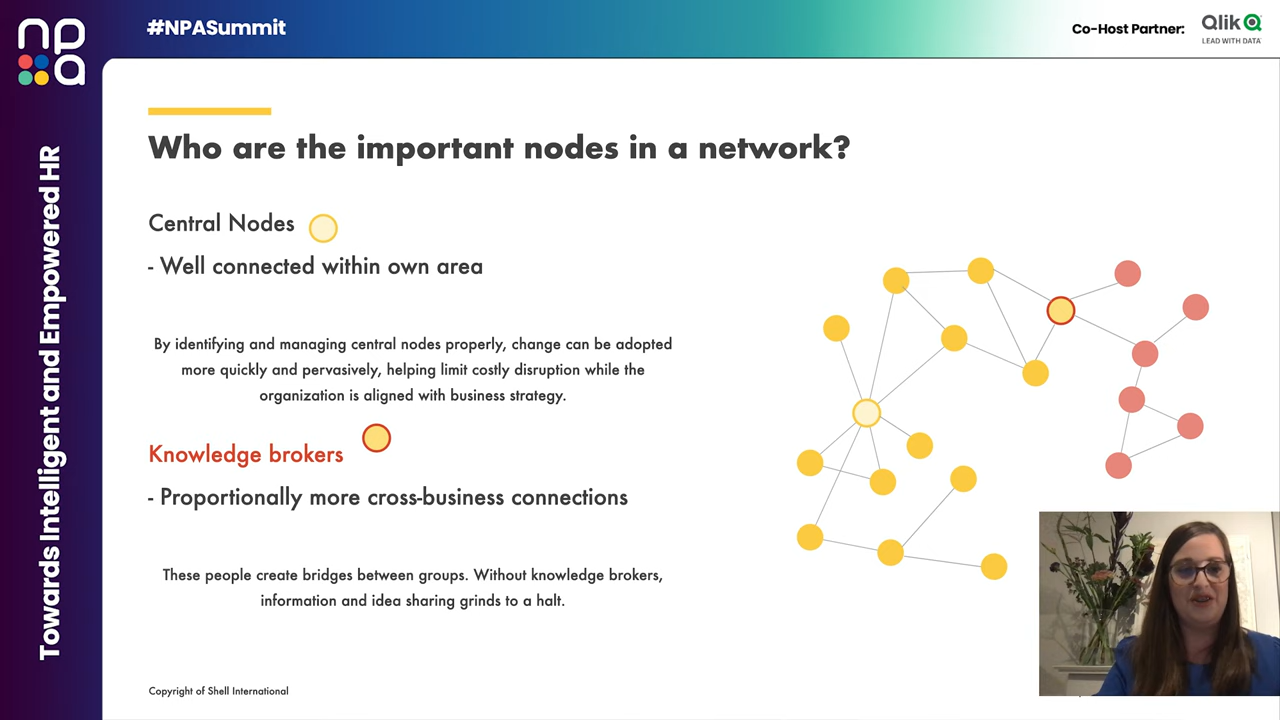 npa
#NPASummit
Co-Host Partner:
Qlik
LEAD WITH DATA
Towards Intelligent and Empowered HR
Who are the important nodes in a network?
Central Nodes
- Well connected within own area
By identifying and managing central nodes properly, change can be adopted
more quickly and pervasively, helping limit costly disruption while the
organization is aligned with business strategy.
Knowledge brokers
- Proportionally more cross-business connections
These people create bridges between groups. Without knowledge brokers,
information and idea sharing grinds to a halt.
Copyright of Shell International